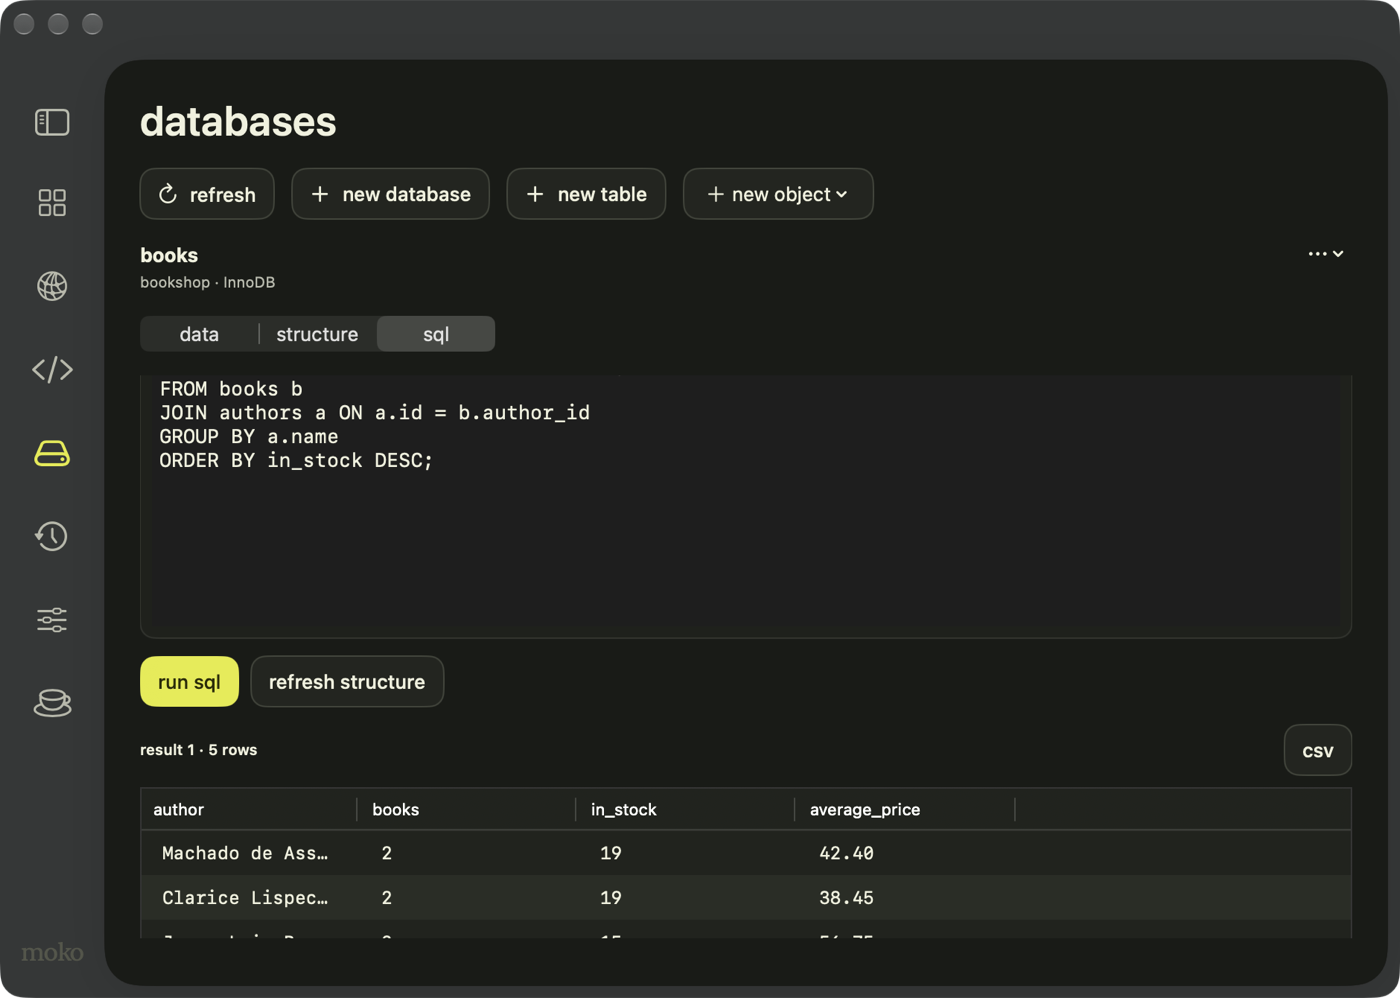 databases
refresh
+ new database
+ new table
+ new object
books
bookshop · InnoDB
data
structure
sql
FROM books b
JOIN authors a ON a.id = b.author_id
GROUP BY a.name
ORDER BY in_stock DESC;
run sql
refresh structure
result 1 · 5 rows
csv
author books in_stock average_price
Machado de Ass… 2 19 42.40
Clarice Lispec… 2 19 38.45
moko